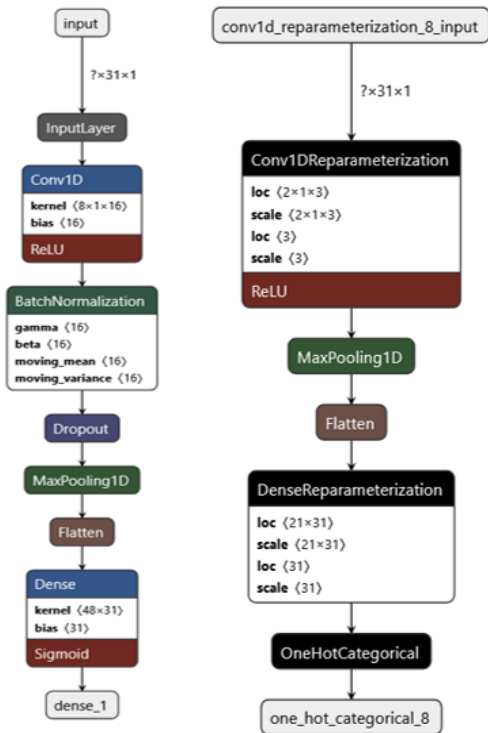 input
?×31×1
InputLayer
Conv1D
kernel ⟨8×1×16⟩
bias ⟨16⟩
ReLU
BatchNormalization
gamma ⟨16⟩
beta ⟨16⟩
moving_mean ⟨16⟩
moving_variance ⟨16⟩
Dropout
MaxPooling1D
Flatten
Dense
kernel ⟨48×31⟩
bias ⟨31⟩
Sigmoid
dense_1
conv1d_reparameterization_8_input
?×31×1
Conv1DReparameterization
loc ⟨2×1×3⟩
scale ⟨2×1×3⟩
loc ⟨3⟩
scale ⟨3⟩
ReLU
MaxPooling1D
Flatten
DenseReparameterization
loc ⟨21×31⟩
scale ⟨21×31⟩
loc ⟨31⟩
scale ⟨31⟩
OneHotCategorical
one_hot_categorical_8